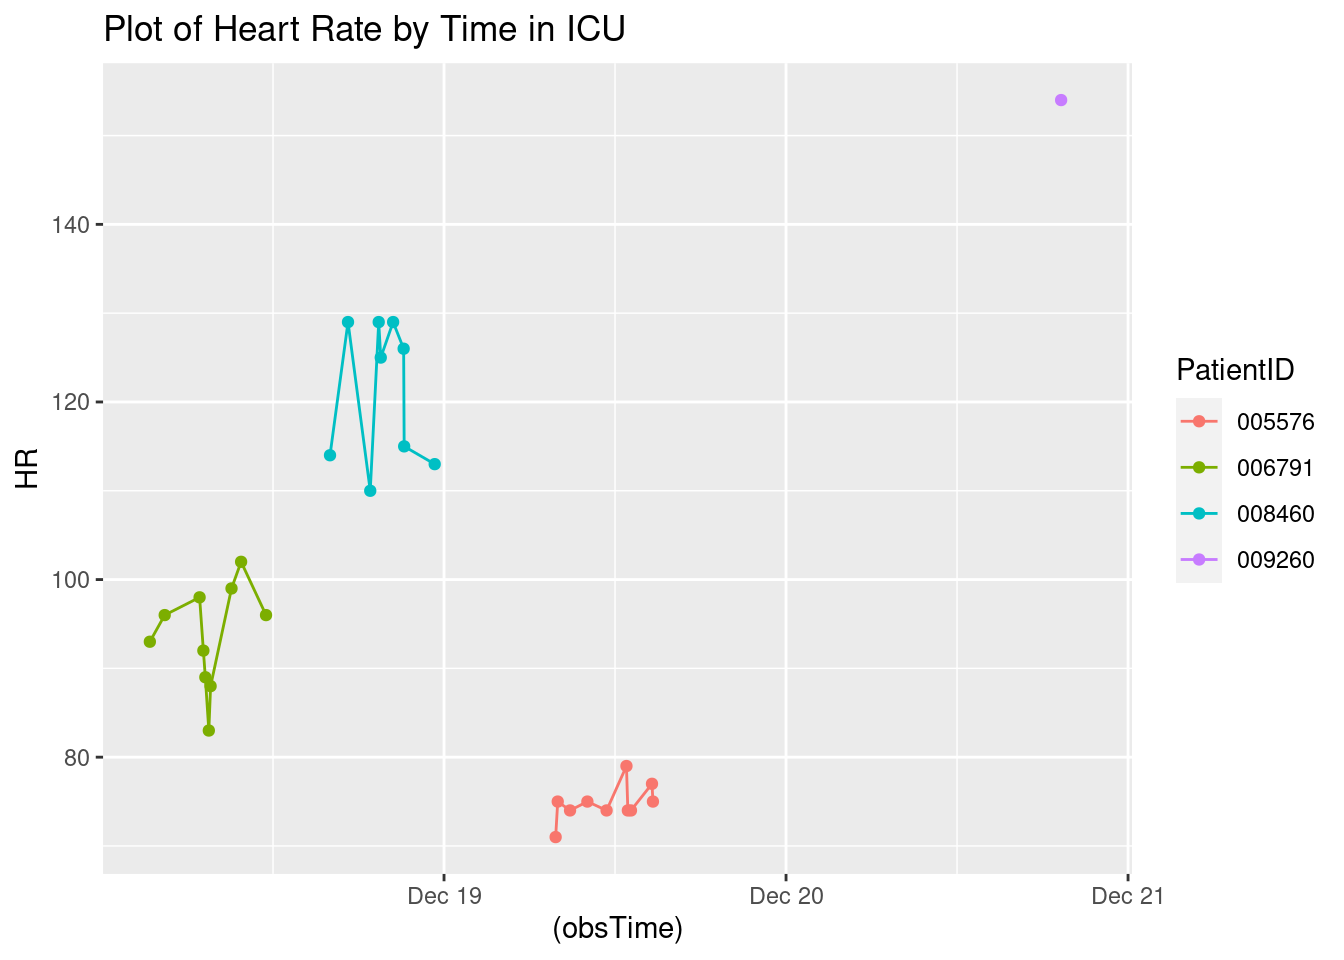 Plot of Heart Rate by Time in ICU
HR
140
120
100
80
Dec 19
Dec 20
Dec 21
(obsTime)
PatientID
005576
006791
008460
009260